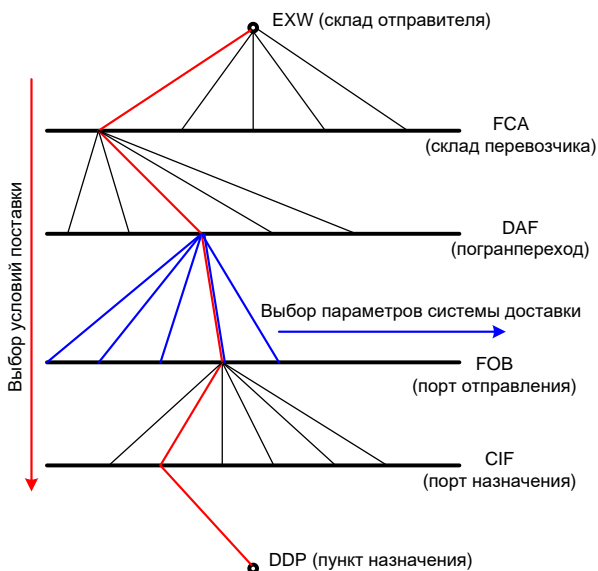 EXW (склад отправителя)
FCA
(склад перевозчика)
DAF
(погранпереход)
Выбор условий поставки
Выбор параметров системы доставки
FOB
(порт отправления)
CIF
(порт назначения)
DDP (пункт назначения)